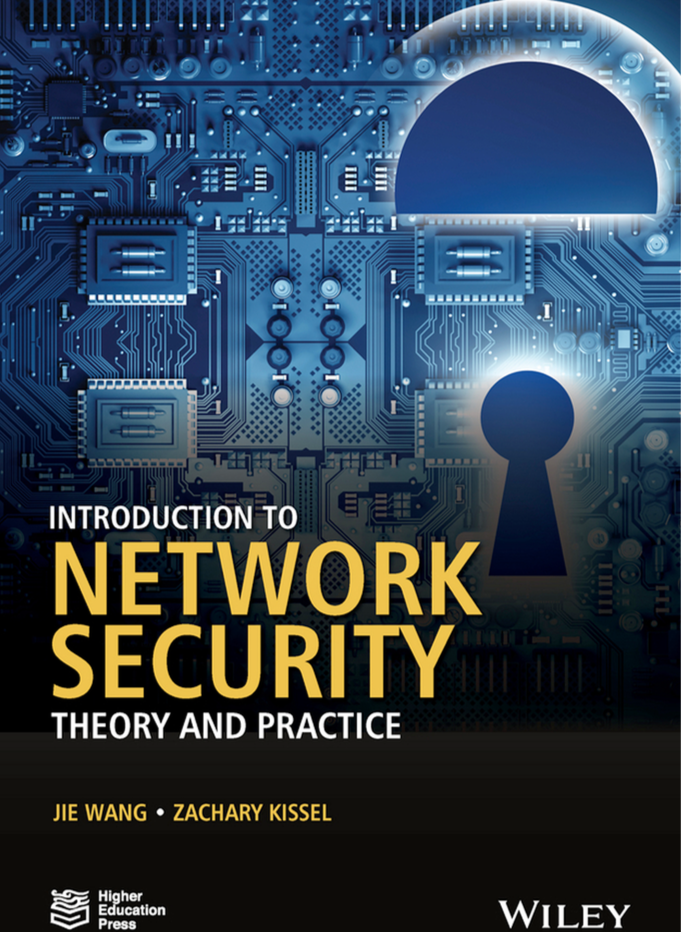 INTRODUCTION TO
NETWORK
SECURITY
THEORY AND PRACTICE
JIE WANG • ZACHARY KISSEL
Higher
Education
Press
WILEY